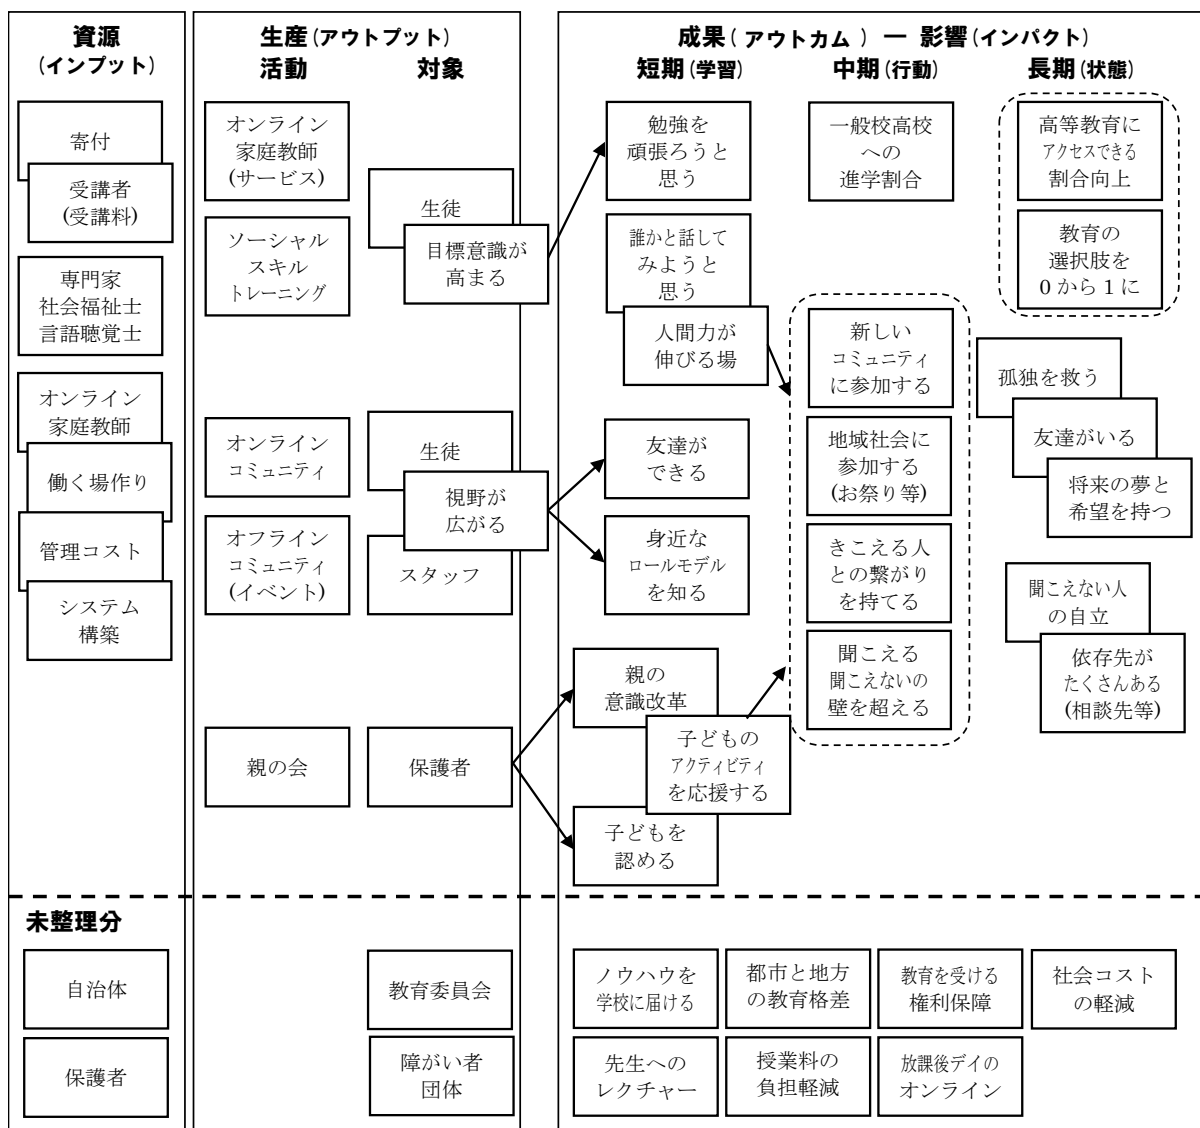 資源
(インプット)
寄付
受講者
(受講料)
専門家
社会福祉士
言語聴覚士
オンライン
家庭教師
働く場作り
管理コスト
システム
構築
生産(アウトプット)
活動
対象
オンライン
家庭教師
(サービス)
ソーシャル
スキル
トレーニング
生徒
目標意識が
高まる
オンライン
コミュニティ
オフライン
コミュニティ
(イベント)
生徒
視野が
広がる
スタッフ
親の会
保護者
成果(アウトカム)ー影響(インパクト)
短期(学習)
中期(行動)
長期(状態)
勉強を
頑張ろうと
思う
誰かと話して
みようと
思う
人間力が
伸びる場
友達が
できる
身近な
ロールモデル
を知る
親の
意識改革
子どもの
アクティビティ
を応援する
子どもを
認める
一般校高校
への
進学割合
新しい
コミュニティ
に参加する
地域社会に
参加する
(お祭り等)
きこえる人
との繋がり
を持てる
聞こえる
聞こえないの
壁を超える
高等教育に
アクセスできる
割合向上
教育の
選択肢を
0から1に
孤独を救う
友達がいる
将来の夢と
希望を持つ
聞こえない人
の自立
依存先が
たくさんある
(相談先等)
未整理分
自治体
保護者
教育委員会
障がい者
団体
ノウハウを
学校に届ける
都市と地方
の教育格差
教育を受ける
権利保障
社会コスト
の軽減
先生への
レクチャー
授業料の
負担軽減
放課後デイの
オンライン